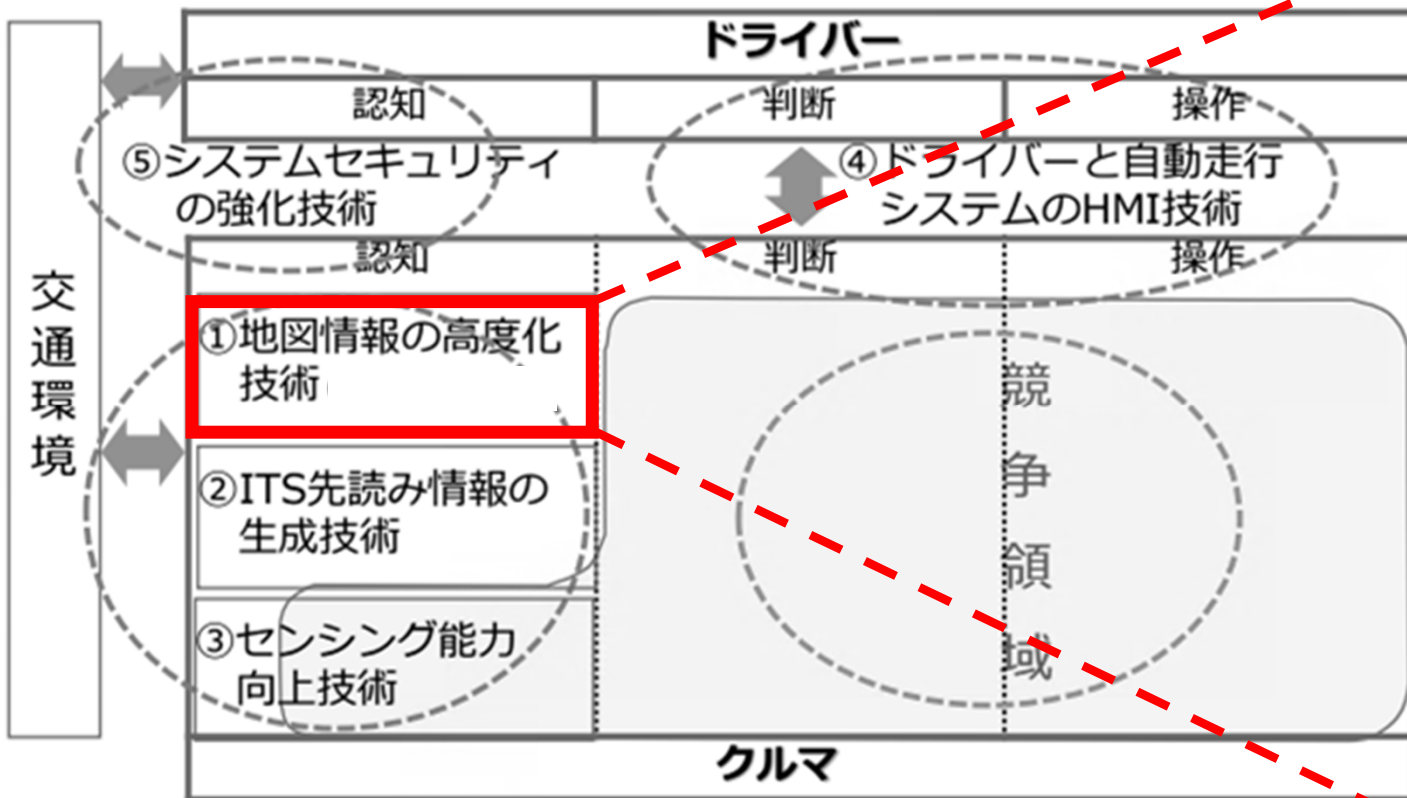 ドライバー
認知
判断
操作
⑤システムセキュリティ
の強化技術
④ドライバーと自動走行
システムのHMI技術
認知
判断
操作
交通環境
①地図情報の高度化
技術
②ITS先読み情報の
生成技術
③センシング能力
向上技術
競争領域
クルマ